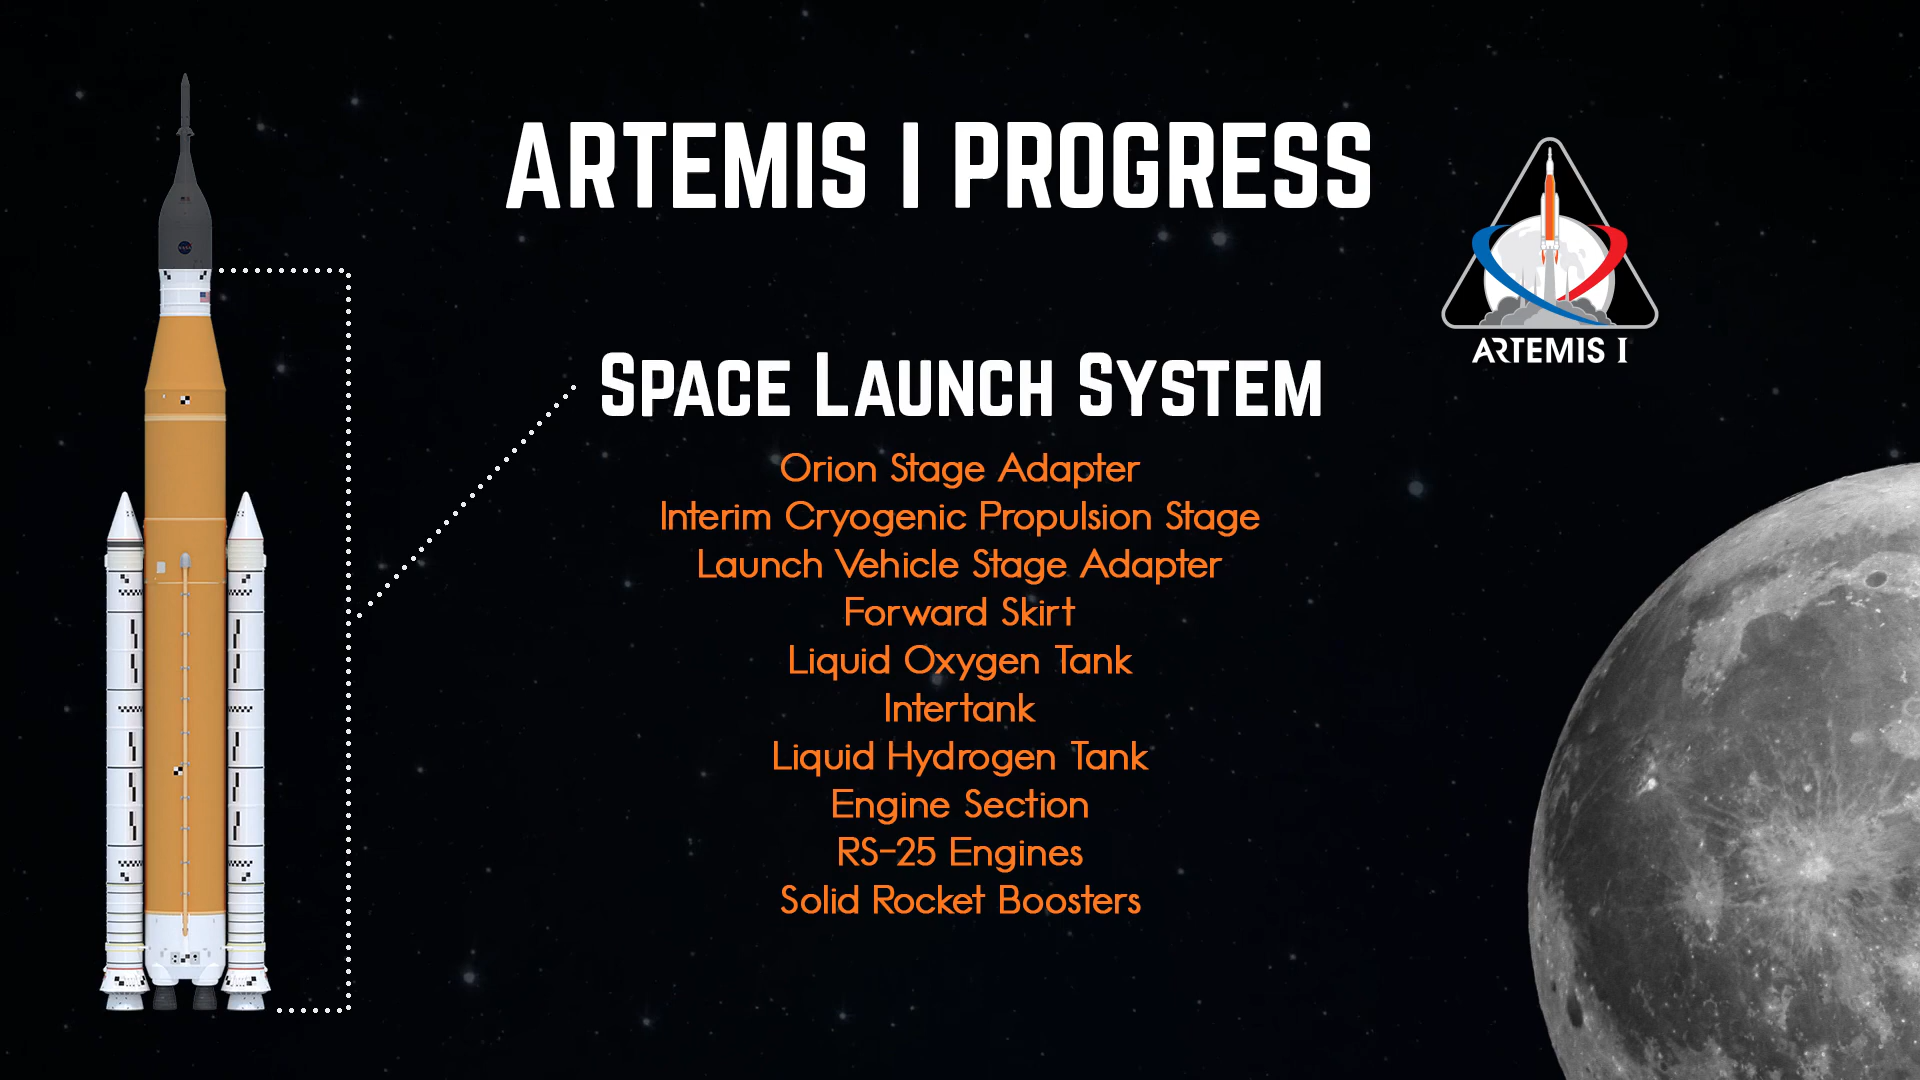 ARTEMIS I PROGRESS
ARTEMIS I
SPACE LAUNCH SYSTEM
Orion Stage Adapter
Interim Cryogenic Propulsion Stage
Launch Vehicle Stage Adapter
Forward Skirt
Liquid Oxygen Tank
Intertank
Liquid Hydrogen Tank
Engine Section
RS-25 Engines
Solid Rocket Boosters